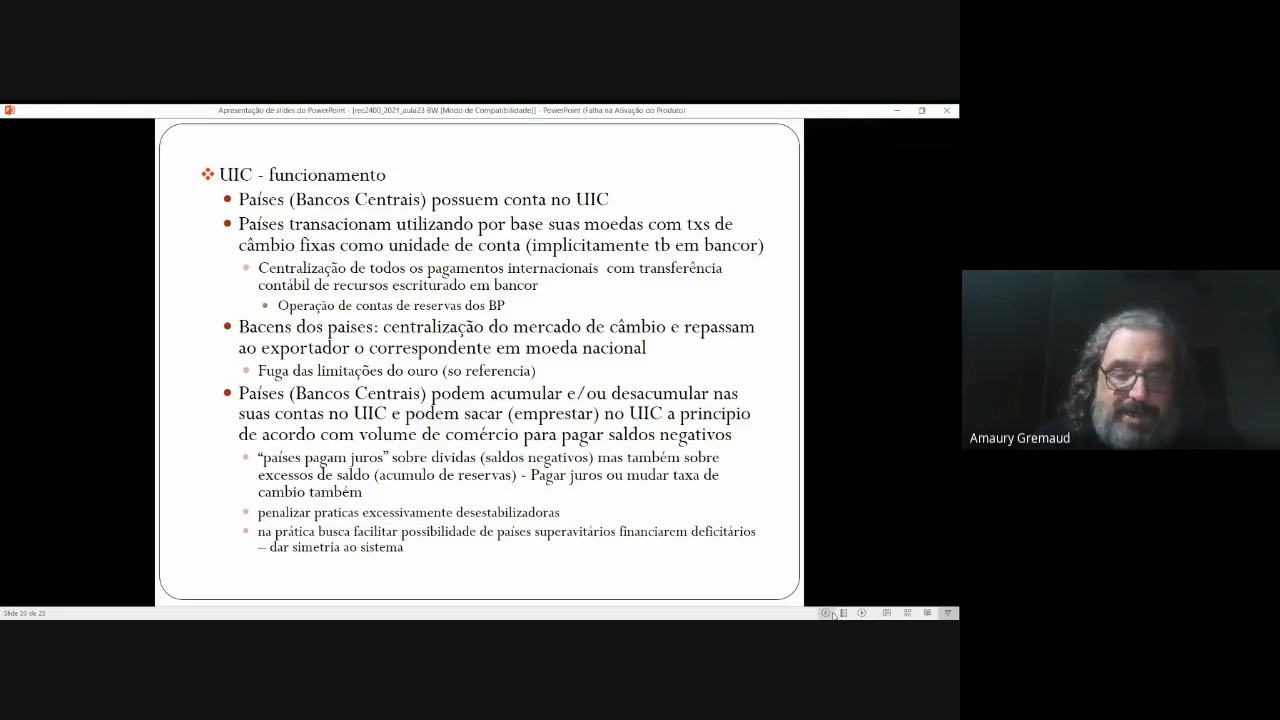 Apresentação de slides do PowerPoint - [rec2400_2021_aula23 BW [Modo de Compatibilidade]] - PowerPoint (Falha na Ativação do Produto)
UIC - funcionamento
Países (Bancos Centrais) possuem conta no UIC
Países transacionam utilizando por base suas moedas com txs de
câmbio fixas como unidade de conta (implicitamente tb em bancor)
Centralização de todos os pagamentos internacionais com transferência
contábil de recursos escriturado em bancor
Operação de contas de reservas dos BP
Bacens dos paises: centralização do mercado de câmbio e repassam
ao exportador o correspondente em moeda nacional
Fuga das limitações do ouro (so referencia)
Países (Bancos Centrais) podem acumular e/ou desacumular nas
suas contas no UIC e podem sacar (emprestar) no UIC a principio
de acordo com volume de comércio para pagar saldos negativos
“países pagam juros” sobre dividas (saldos negativos) mas também sobre
excessos de saldo (acumulo de reservas) - Pagar juros ou mudar taxa de
cambio também
penalizar praticas excessivamente desestabilizadoras
na prática busca facilitar possibilidade de países superavitários financiarem deficitários
– dar simetria ao sistema
Slide 20 de 25
Amaury Gremaud